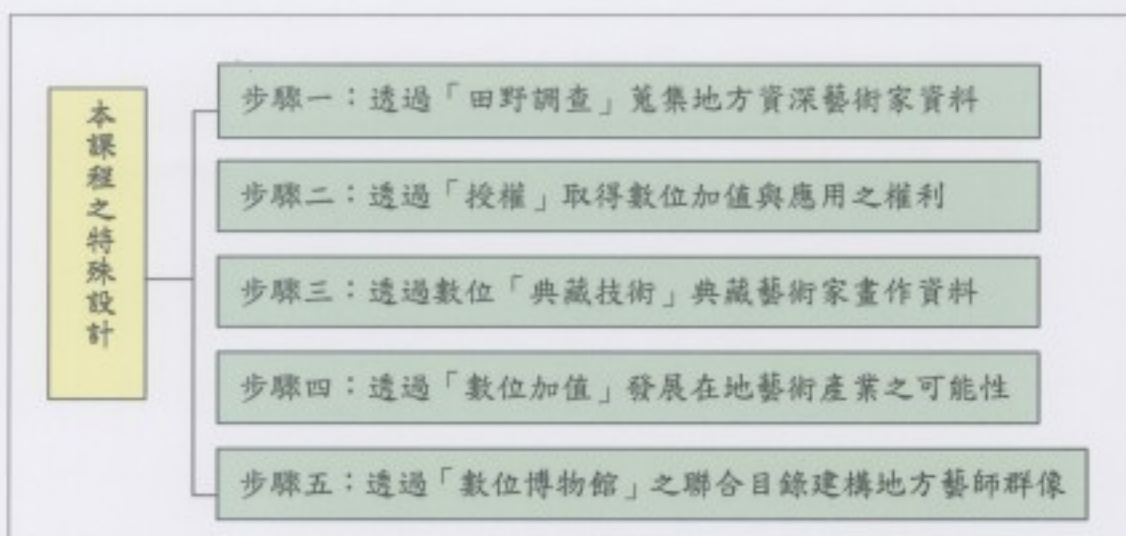 本課程之特殊設計
步驟一：透過「田野調查」蒐集地方資深藝術家資料
步驟二：透過「授權」取得數位加值與應用之權利
步驟三：透過數位「典藏技術」典藏藝術家畫作資料
步驟四：透過「數位加值」發展在地藝術產業之可能性
步驟五：透過「數位博物館」之聯合目錄建構地方藝師群像